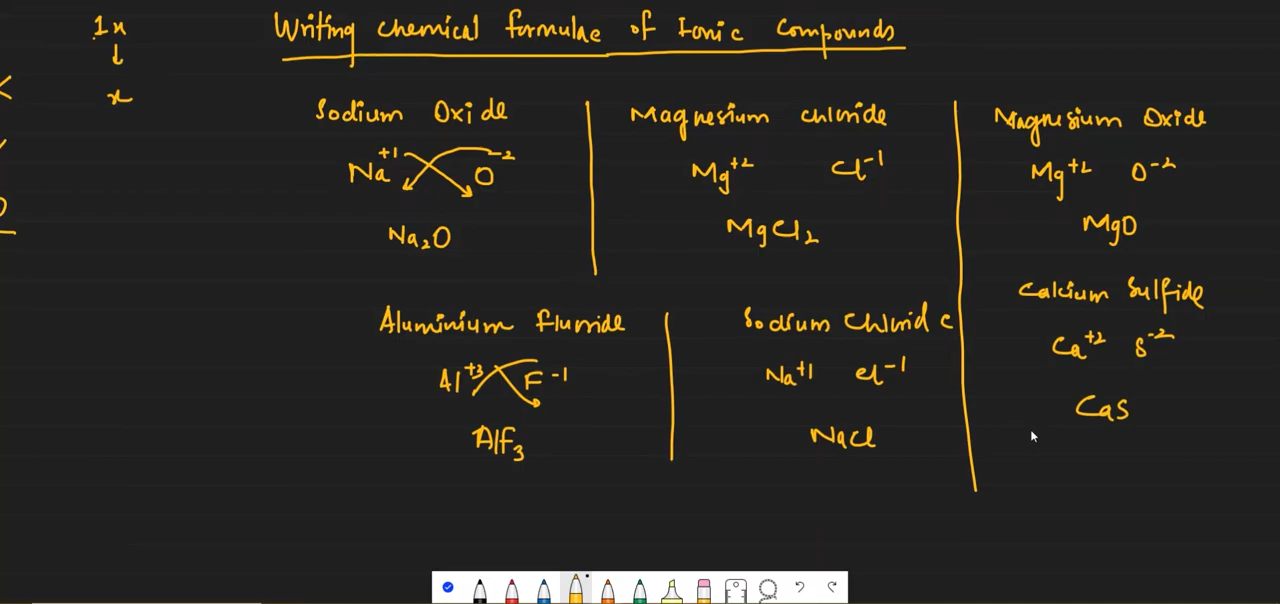 1x
Writing chemical formulae of Ionic Compounds
x
Sodium Oxide
Na+1 O-2
Na2O
Magnesium chloride
Mg+2 Cl-1
MgCl2
Magnesium Oxide
Mg+2 O-2
MgO
Calcium Sulfide
Ca+2 S-2
CaS
Aluminium fluoride
Al+3 F-1
AlF3
Sodium Chloride
Na+1 Cl-1
NaCl